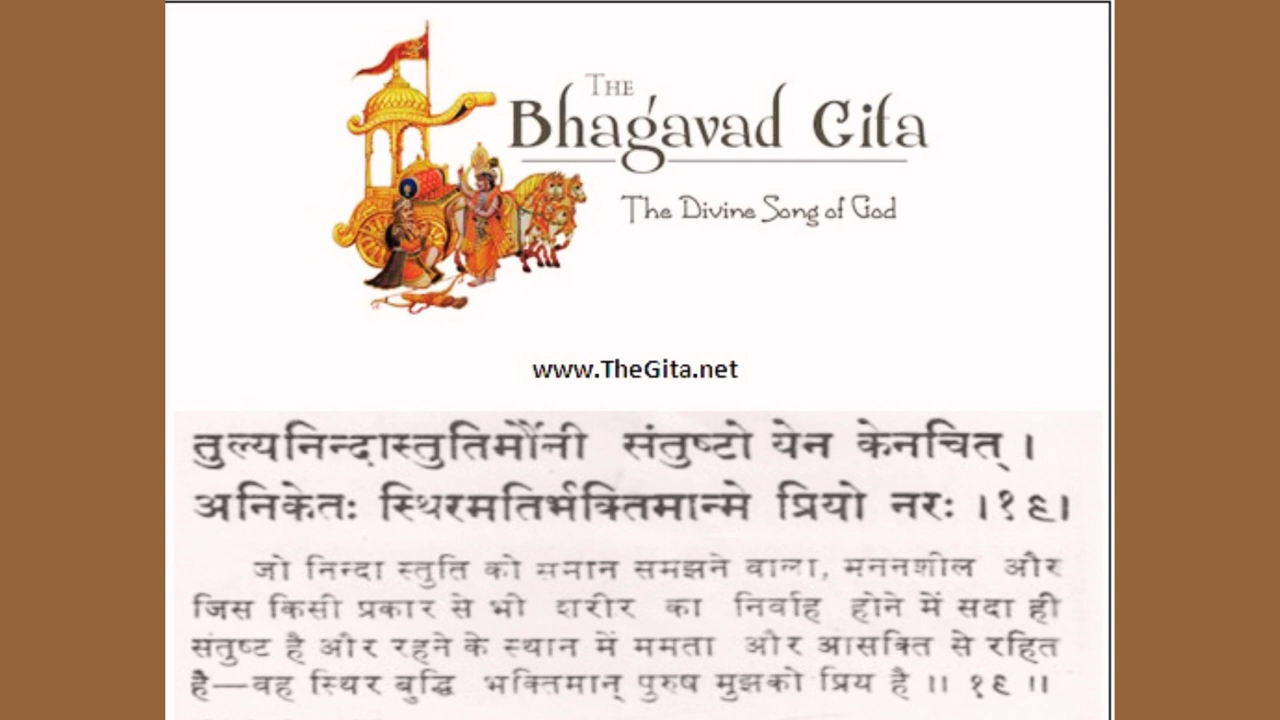 THE
Bhagavad Gita
The Divine Song of God
www.TheGita.net
तुल्यनिन्दास्तुतिर्मौनी संतुष्टो येन केनचित् ।
अनिकेतः स्थिरमतिर्भक्तिमान्मे प्रियो नरः ।१९।
जो निन्दा स्तुति को समान समझने वाला, मननशील और
जिस किसी प्रकार से भी शरीर का निर्वाह होने में सदा ही
संतुष्ट है और रहने के स्थान में ममता और आसक्ति से रहित
है—वह स्थिर बुद्धि भक्तिमान् पुरुष मुझको प्रिय है ॥ १९ ॥